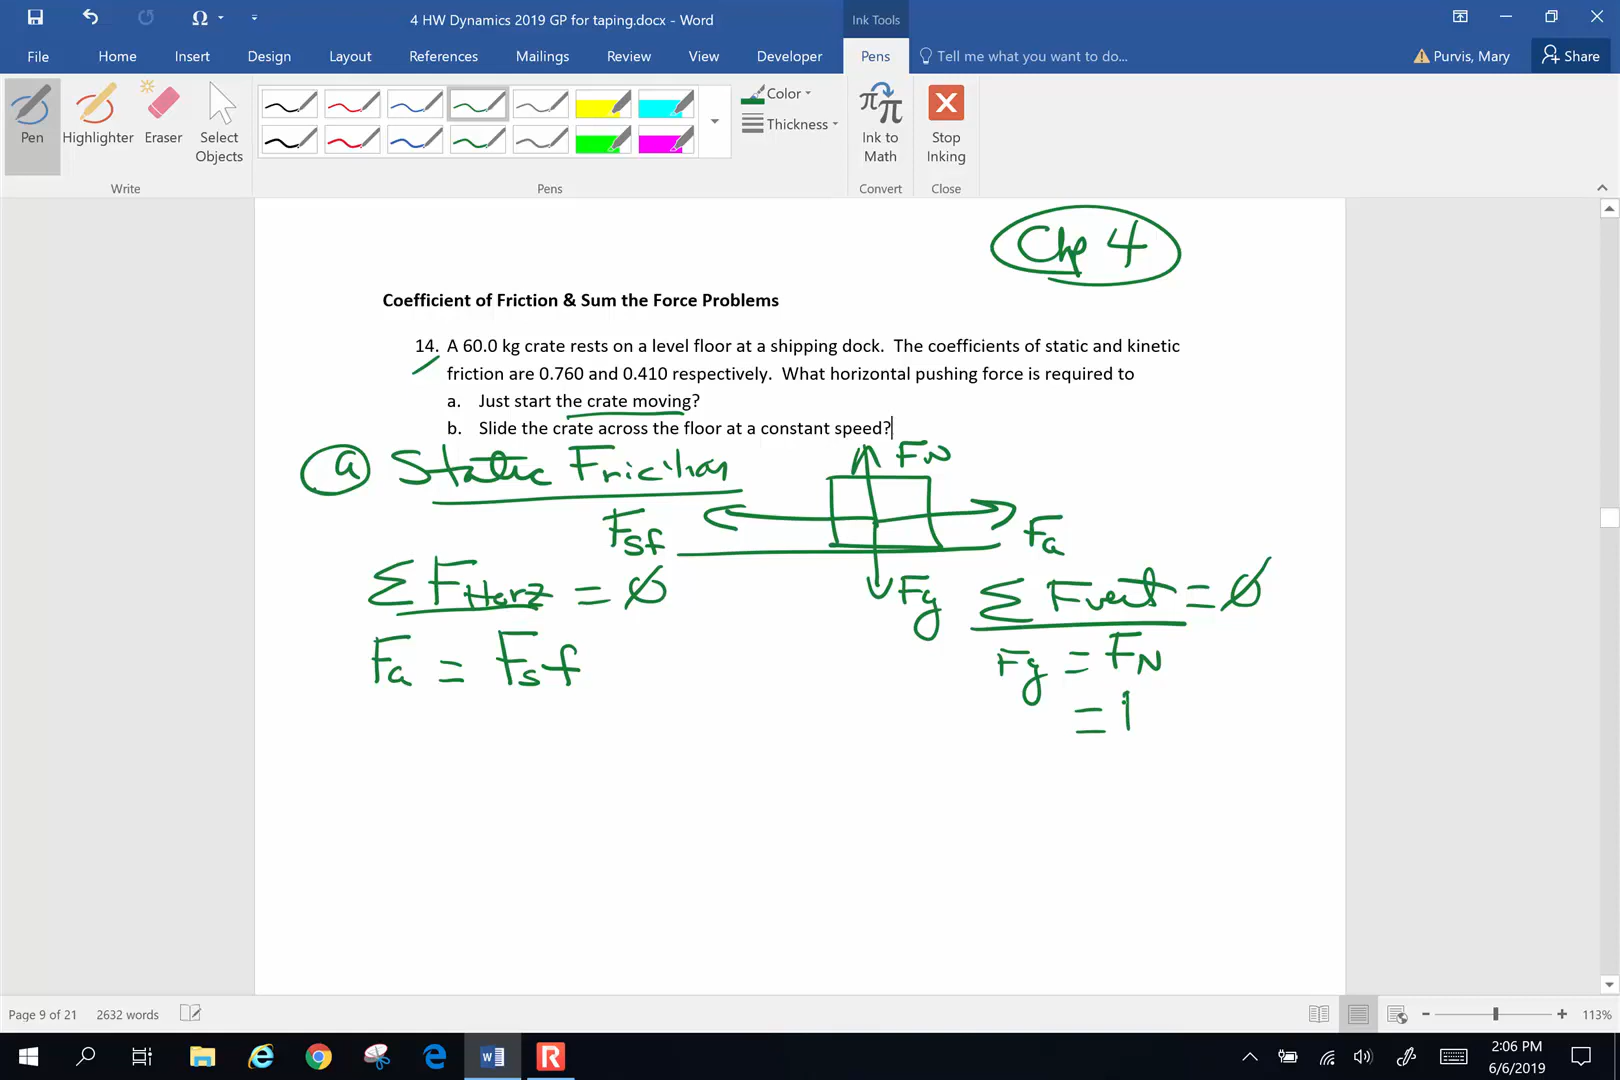 4 HW Dynamics 2019 GP for taping.docx - Word
Ink Tools
File Home Insert Design Layout References Mailings Review View Developer Pens Tell me what you want to do... Purvis, Mary Share
Pen Highlighter Eraser Select Objects
Color
Thickness
Ink to Math
Stop Inking
Write Pens Convert Close
Chp 4
Coefficient of Friction & Sum the Force Problems
14. A 60.0 kg crate rests on a level floor at a shipping dock. The coefficients of static and kinetic
friction are 0.760 and 0.410 respectively. What horizontal pushing force is required to
a. Just start the crate moving?
b. Slide the crate across the floor at a constant speed?
a Static Friction
FN
Fsf
Fa
Fg
Σ FHorz = Ø
Σ Fvert = Ø
Fa = Fsf
Fg = FN
=
Page 9 of 21 2632 words 113%
2:06 PM
6/6/2019